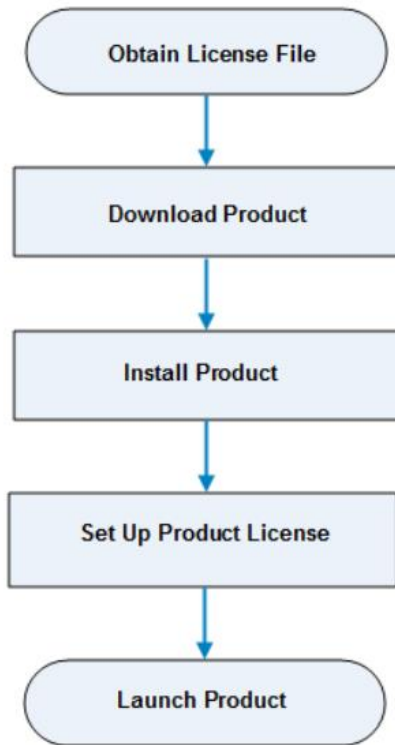 Obtain License File
Download Product
Install Product
Set Up Product License
Launch Product